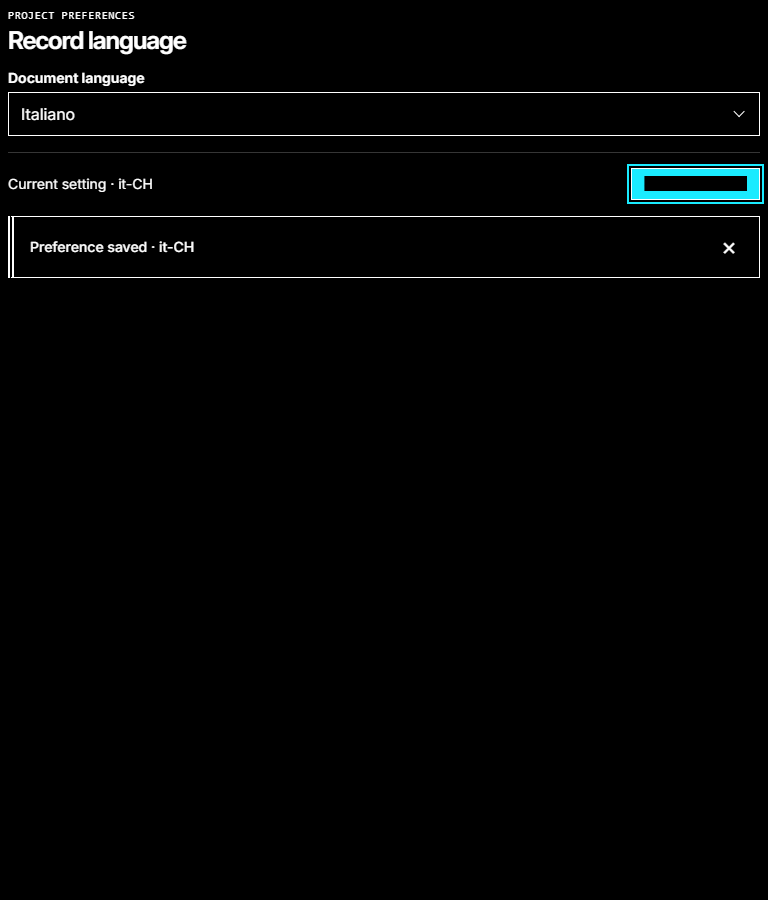 PROJECT PREFERENCES
Record language
Document language
Italiano
Current setting · it-CH
Preference saved · it-CH